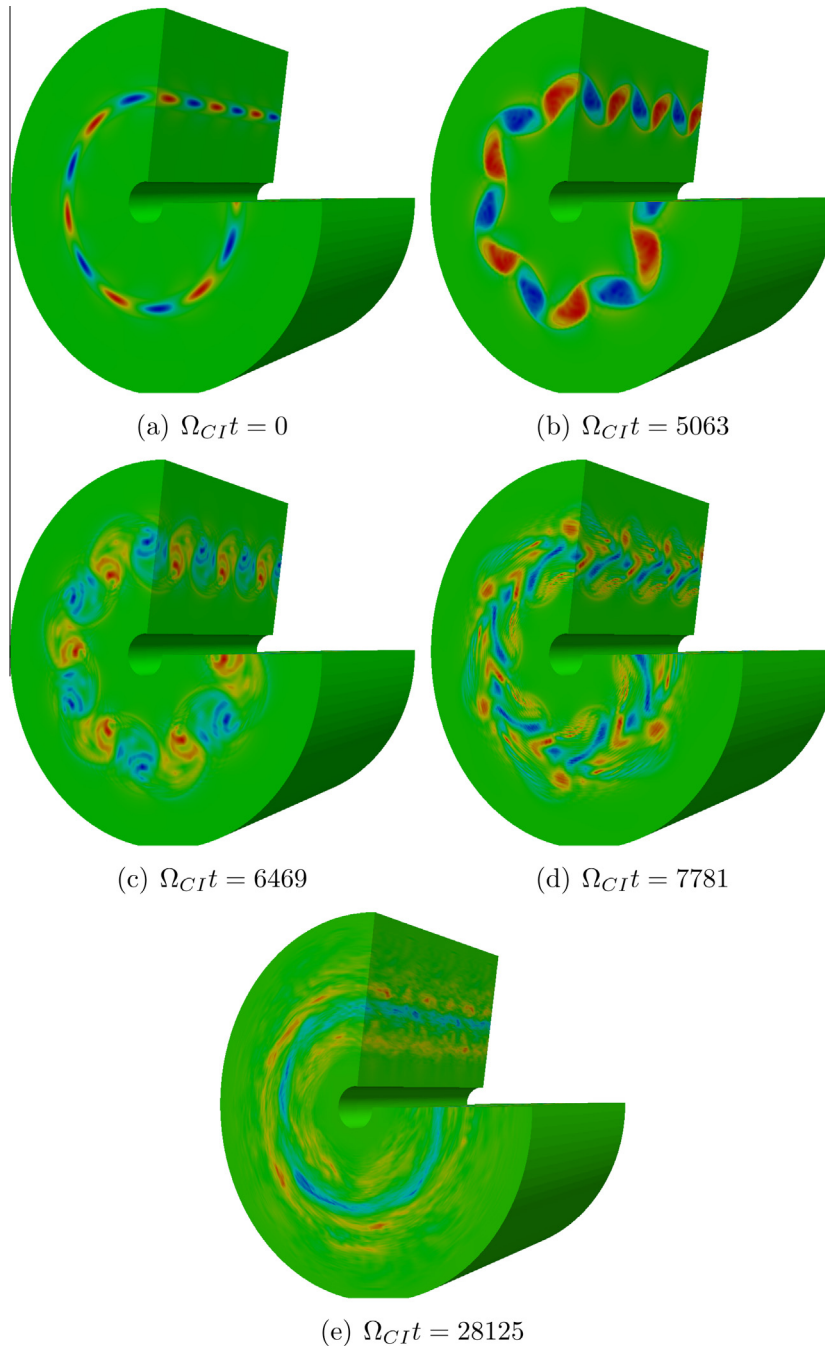 (a) Ω_{CI}t = 0
(b) Ω_{CI}t = 5063
(c) Ω_{CI}t = 6469
(d) Ω_{CI}t = 7781
(e) Ω_{CI}t = 28125